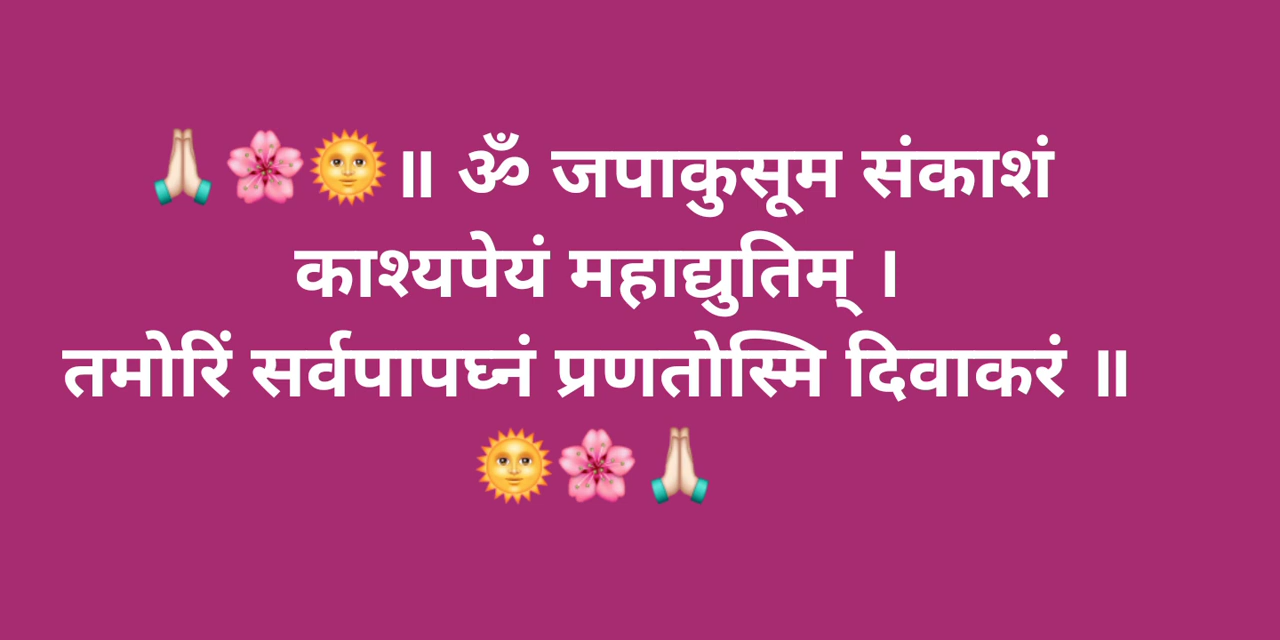 🙏🏻🌸🌞॥ ॐ जपाकुसूम संकाशं
काश्यपेयं महाद्युतिम् ।
तमोरिं सर्वपापघ्नं प्रणतोस्मि दिवाकरं ॥
🌞🌸🙏🏻